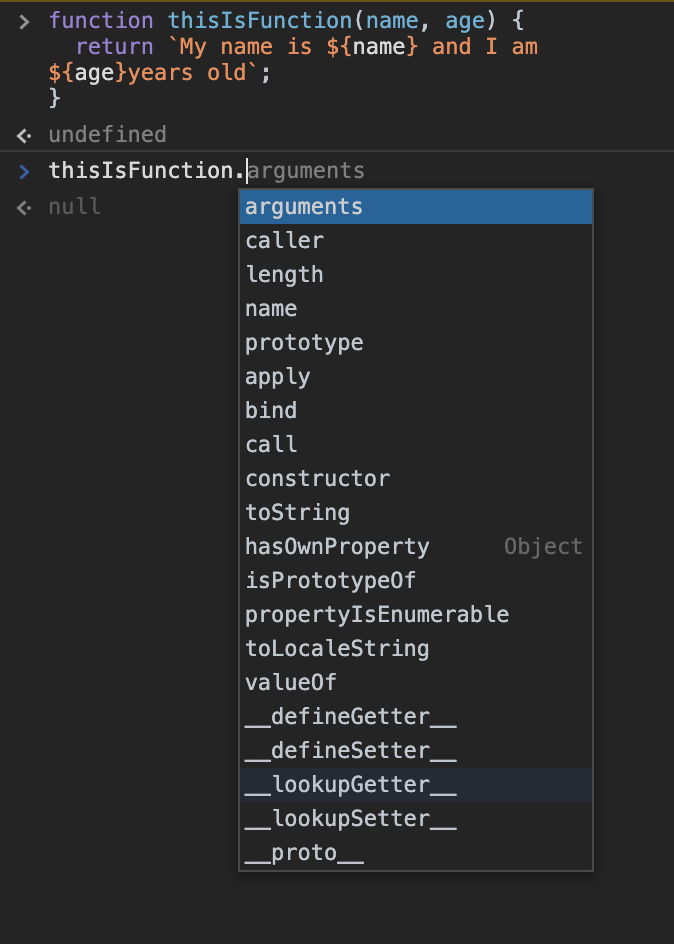 > function thisIsFunction(name, age) {
return `My name is ${name} and I am
${age}years old`;
}
undefined
> thisIsFunction.arguments
null
arguments
caller
length
name
prototype
apply
bind
call
constructor
toString
hasOwnProperty Object
isPrototypeOf
propertyIsEnumerable
toLocaleString
valueOf
__defineGetter__
__defineSetter__
__lookupGetter__
__lookupSetter__
__proto__